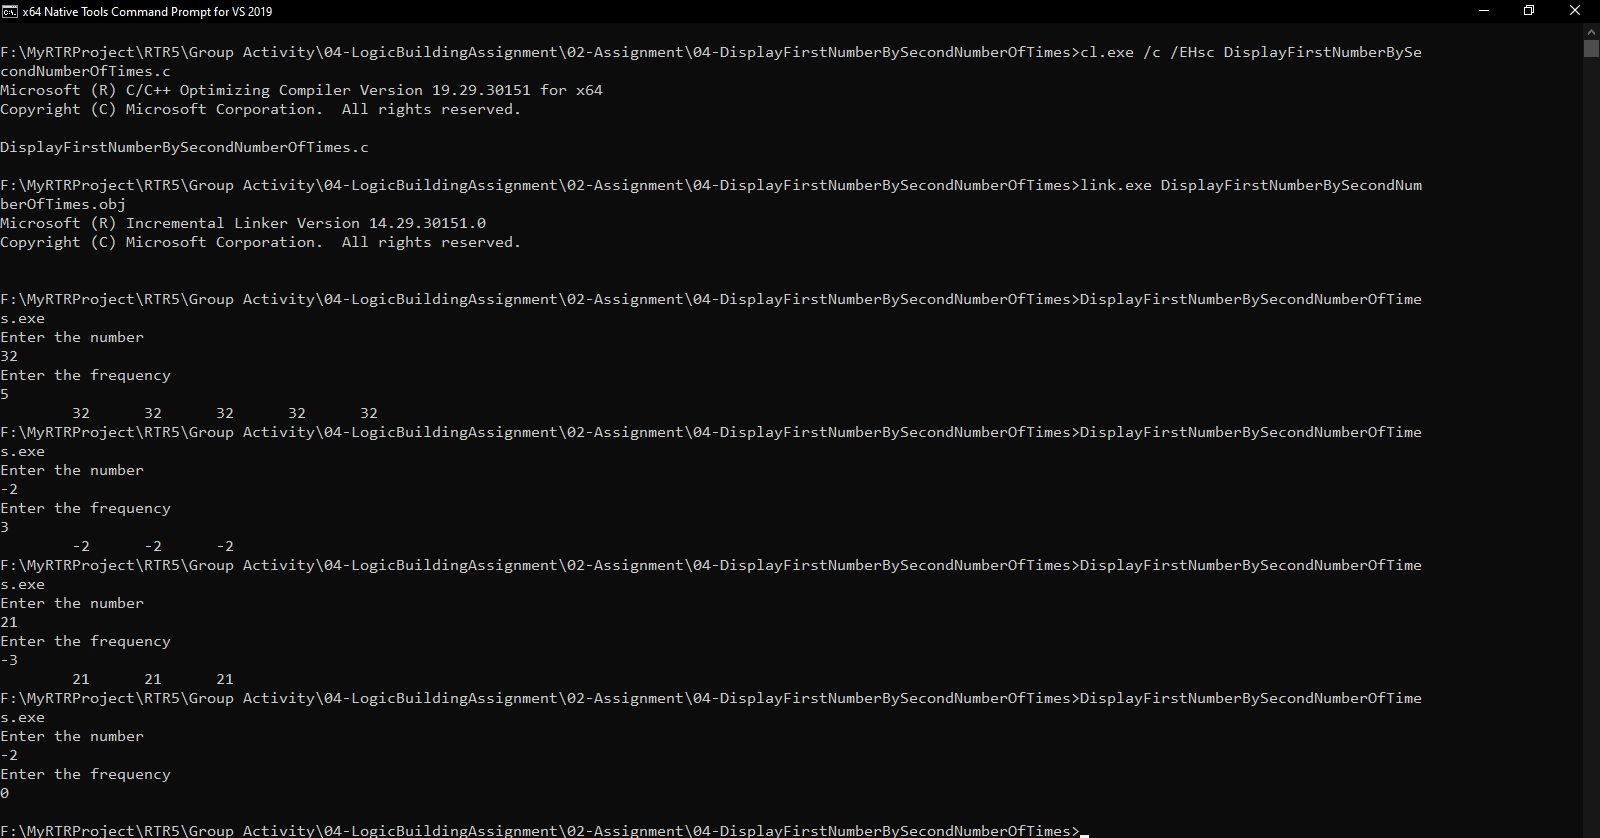 x64 Native Tools Command Prompt for VS 2019
F:\MyRTRProject\RTR5\Group Activity\04-LogicBuildingAssignment\02-Assignment\04-DisplayFirstNumberBySecondNumberOfTimes>cl.exe /c /EHsc DisplayFirstNumberBySe
condNumberOfTimes.c
Microsoft (R) C/C++ Optimizing Compiler Version 19.29.30151 for x64
Copyright (C) Microsoft Corporation.  All rights reserved.
DisplayFirstNumberBySecondNumberOfTimes.c
F:\MyRTRProject\RTR5\Group Activity\04-LogicBuildingAssignment\02-Assignment\04-DisplayFirstNumberBySecondNumberOfTimes>link.exe DisplayFirstNumberBySecondNum
berOfTimes.obj
Microsoft (R) Incremental Linker Version 14.29.30151.0
Copyright (C) Microsoft Corporation.  All rights reserved.
F:\MyRTRProject\RTR5\Group Activity\04-LogicBuildingAssignment\02-Assignment\04-DisplayFirstNumberBySecondNumberOfTimes>DisplayFirstNumberBySecondNumberOfTime
s.exe
Enter the number
32
Enter the frequency
5
32 32 32 32 32
F:\MyRTRProject\RTR5\Group Activity\04-LogicBuildingAssignment\02-Assignment\04-DisplayFirstNumberBySecondNumberOfTimes>DisplayFirstNumberBySecondNumberOfTime
s.exe
Enter the number
-2
Enter the frequency
3
-2 -2 -2
F:\MyRTRProject\RTR5\Group Activity\04-LogicBuildingAssignment\02-Assignment\04-DisplayFirstNumberBySecondNumberOfTimes>DisplayFirstNumberBySecondNumberOfTime
s.exe
Enter the number
21
Enter the frequency
-3
21 21 21
F:\MyRTRProject\RTR5\Group Activity\04-LogicBuildingAssignment\02-Assignment\04-DisplayFirstNumberBySecondNumberOfTimes>DisplayFirstNumberBySecondNumberOfTime
s.exe
Enter the number
-2
Enter the frequency
0
F:\MyRTRProject\RTR5\Group Activity\04-LogicBuildingAssignment\02-Assignment\04-DisplayFirstNumberBySecondNumberOfTimes>